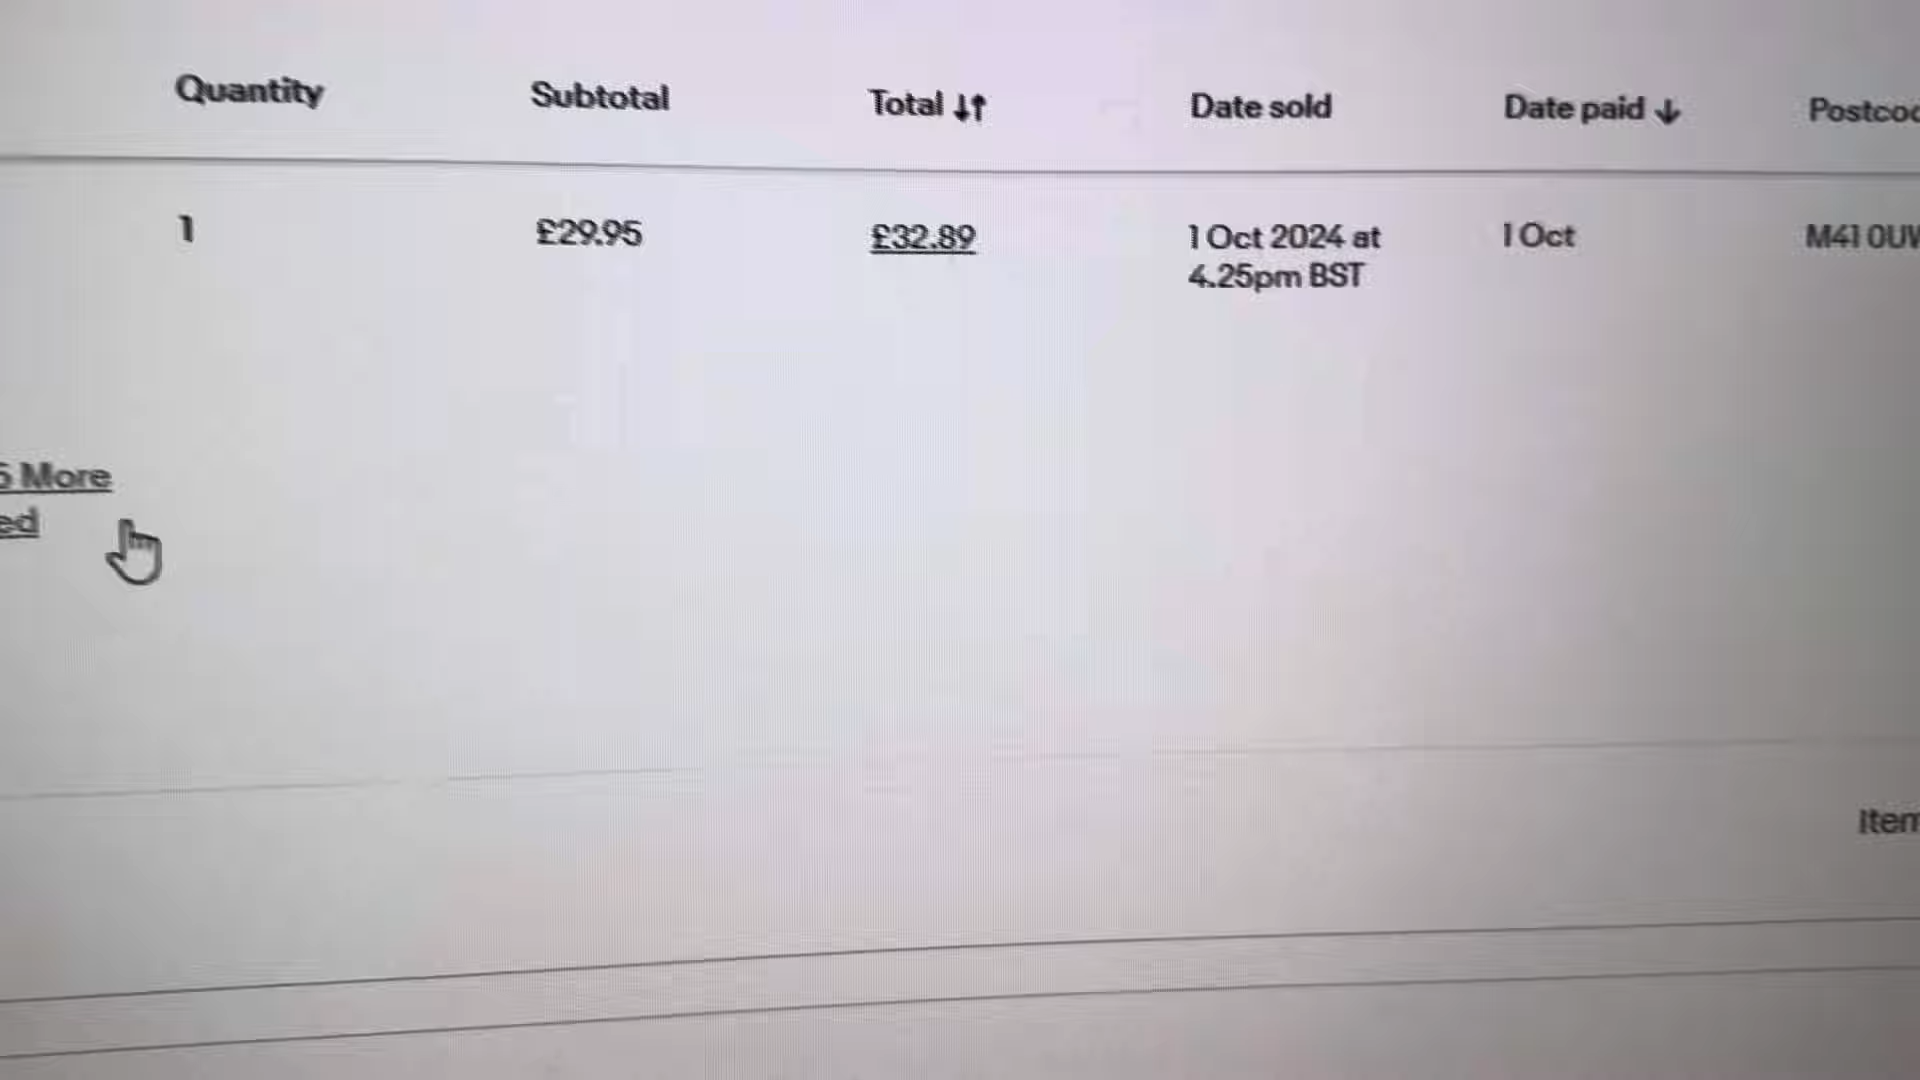 Quantity Subtotal Total ↓↑ Date sold Date paid ↓
1 £29.95 £32.89 1 Oct 2024 at 1 Oct M41
4.25pm BST
More